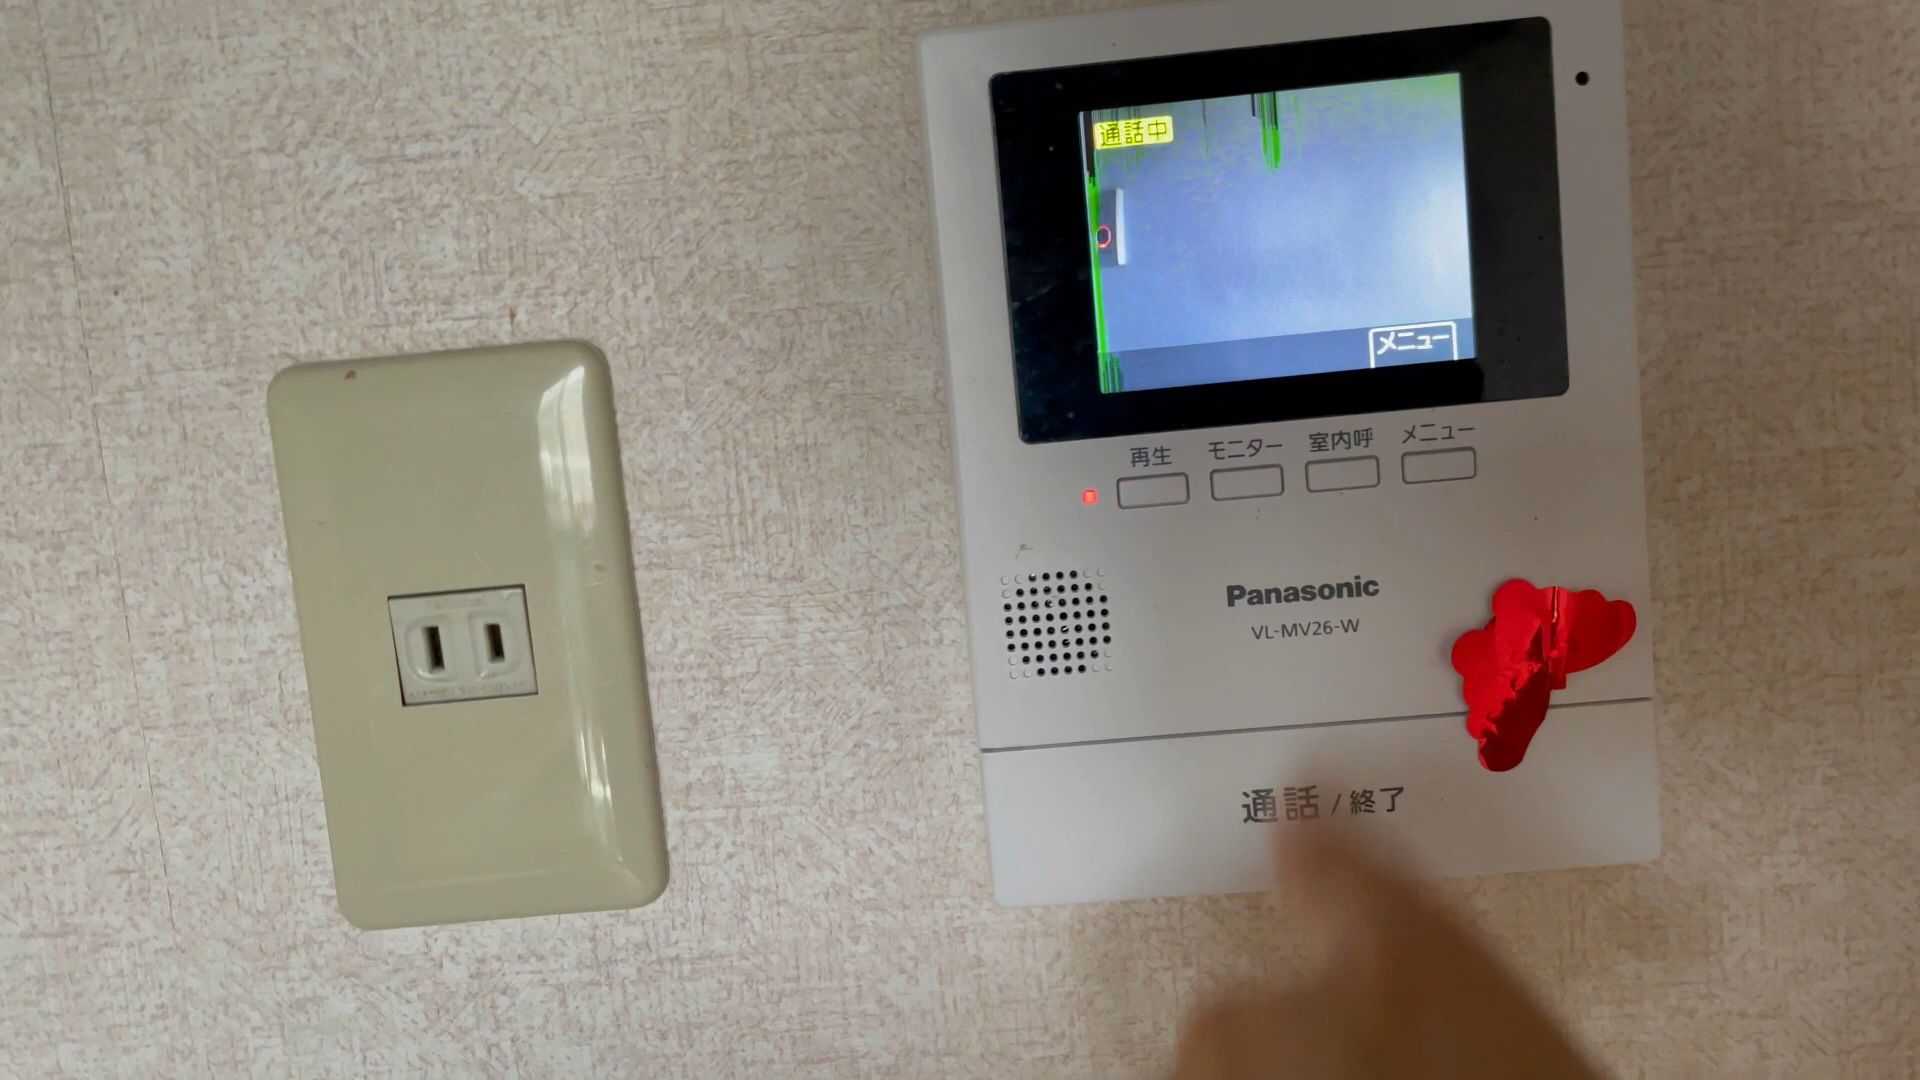 通話中
メニュー
再生 モニター 室内呼 メニュー
Panasonic
VL-MV26-W
通話 / 終了